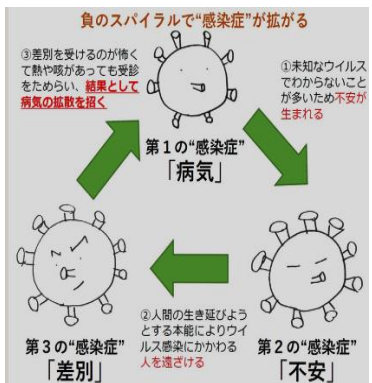 負のスパイラルで“感染症”が拡がる
③差別を受けるのが怖く
て熱や咳があっても受診
をためらい、結果として
病気の拡散を招く
①未知なウイルス
でわからないこと
が多いため不安が
生まれる
第1の“感染症”
「病気」
②人間の生き延びよう
とする本能によりウイ
ルス感染にかかわる
人を遠ざける
第3の“感染症”
「差別」
第2の“感染症”
「不安」